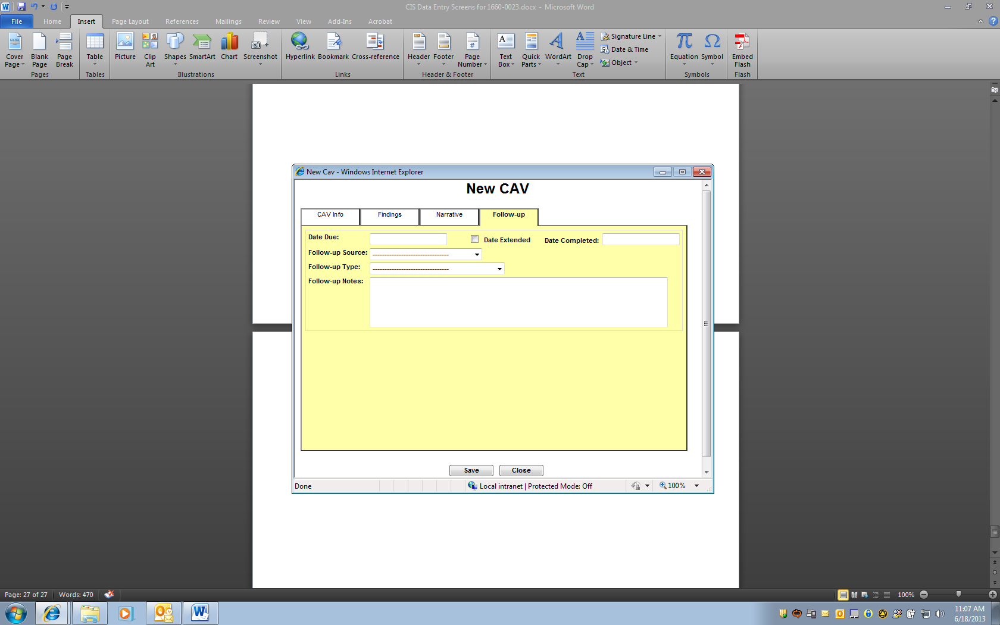 CIS Data Entry Screens for 1660-0023.docx - Microsoft Word
File Home Insert Page Layout References Mailings Review View Add-Ins Acrobat
Cover Page
Blank Page
Page Break
Pages
Table
Tables
Picture
Clip Art
Shapes
SmartArt
Chart
Screenshot
Illustrations
Hyperlink
Bookmark
Cross-reference
Links
Header
Footer
Page Number
Header & Footer
Text Box
Quick Parts
WordArt
Drop Cap
Signature Line
Date & Time
Object
Text
Equation
Symbol
Symbols
Embed Flash
Flash
New Cav - Windows Internet Explorer
New CAV
CAV Info Findings Narrative Follow-up
Date Due: Date Extended Date Completed:
Follow-up Source: --------------------------------
Follow-up Type: --------------------------------
Follow-up Notes:
Save Close
Done Local intranet | Protected Mode: Off 100%
Page: 27 of 27 Words: 470 100%
11:07 AM
6/18/2013